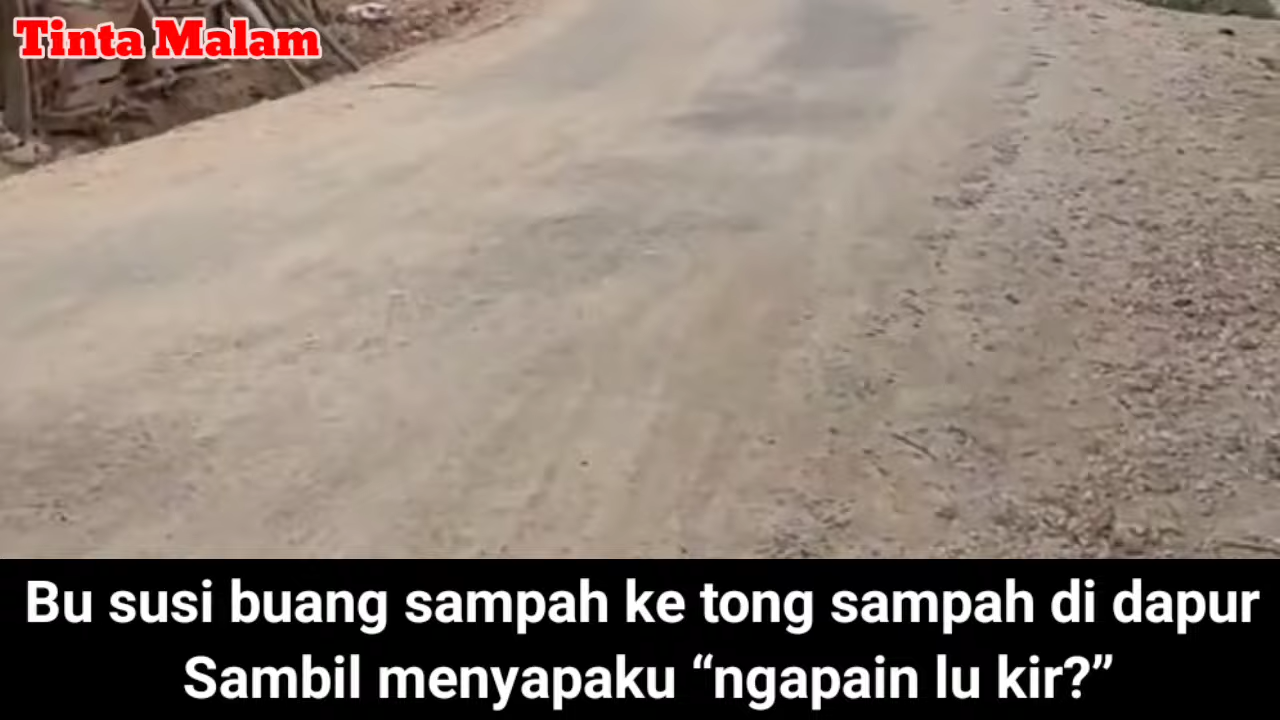 Tinta Malam
Bu susi buang sampah ke tong sampah di dapur
Sambil menyapaku “ngapain lu kir?”